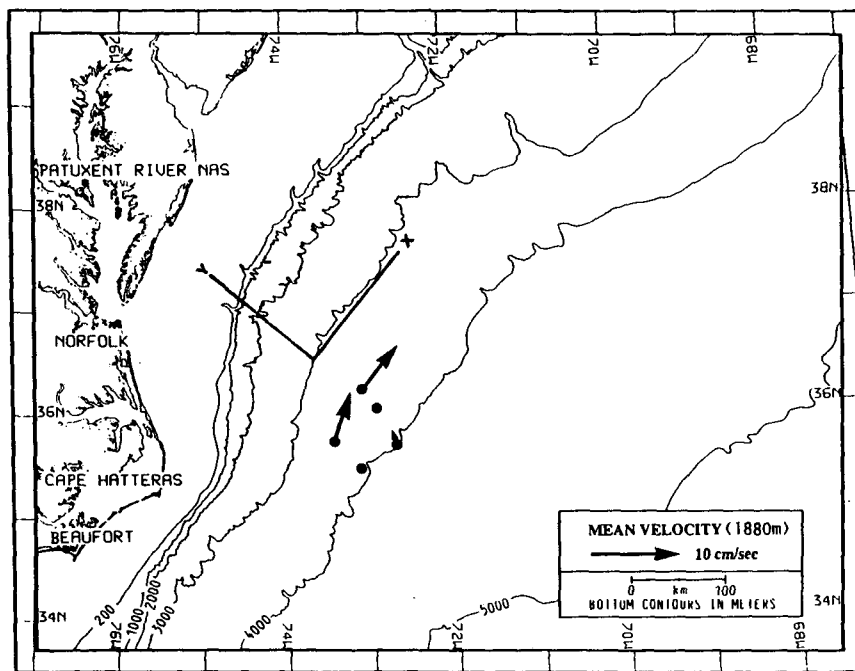 76W
74W
72W
70W
68W
PATUXENT RIVER NAS
38N
38N
Y
X
NORFOLK
36N
36N
CAPE HATTERAS
BEAUFORT
MEAN VELOCITY (1880m)
10 cm/sec
0 km 100
BOTTOM CONTOURS IN METERS
34N
34N
200
1000
2000
3000
4000
5000
76W
74W
72W
70W
68W